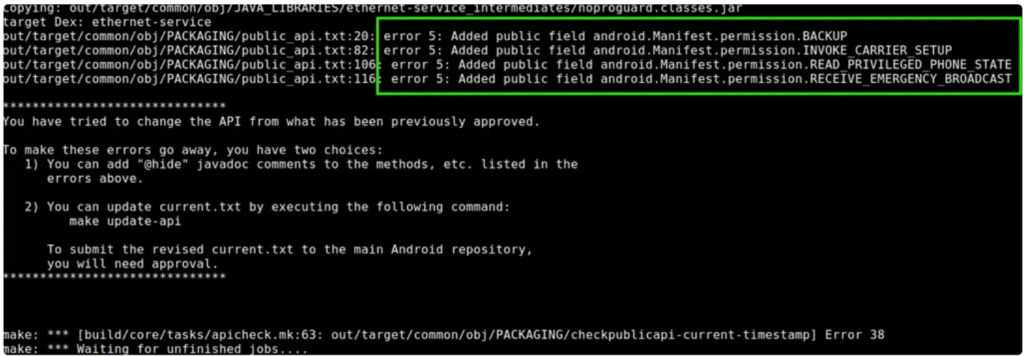 copying: out/target/common/obj/JAVA_LIBRARIES/ethernet-service_intermediates/noproguard.classes.jar
target Dex: ethernet-service
out/target/common/obj/PACKAGING/public_api.txt:20: error 5: Added public field android.Manifest.permission.BACKUP
out/target/common/obj/PACKAGING/public_api.txt:82: error 5: Added public field android.Manifest.permission.INVOKE_CARRIER_SETUP
out/target/common/obj/PACKAGING/public_api.txt:106: error 5: Added public field android.Manifest.permission.READ_PRIVILEGED_PHONE_STATE
out/target/common/obj/PACKAGING/public_api.txt:116: error 5: Added public field android.Manifest.permission.RECEIVE_EMERGENCY_BROADCAST
******************************
You have tried to change the API from what has been previously approved.
To make these errors go away, you have two choices:
1) You can add "@hide" javadoc comments to the methods, etc. listed in the
errors above.
2) You can update current.txt by executing the following command:
make update-api
To submit the revised current.txt to the main Android repository,
you will need approval.
******************************
make: *** [build/core/tasks/apicheck.mk:63: out/target/common/obj/PACKAGING/checkpublicapi-current-timestamp] Error 38
make: *** Waiting for unfinished jobs....